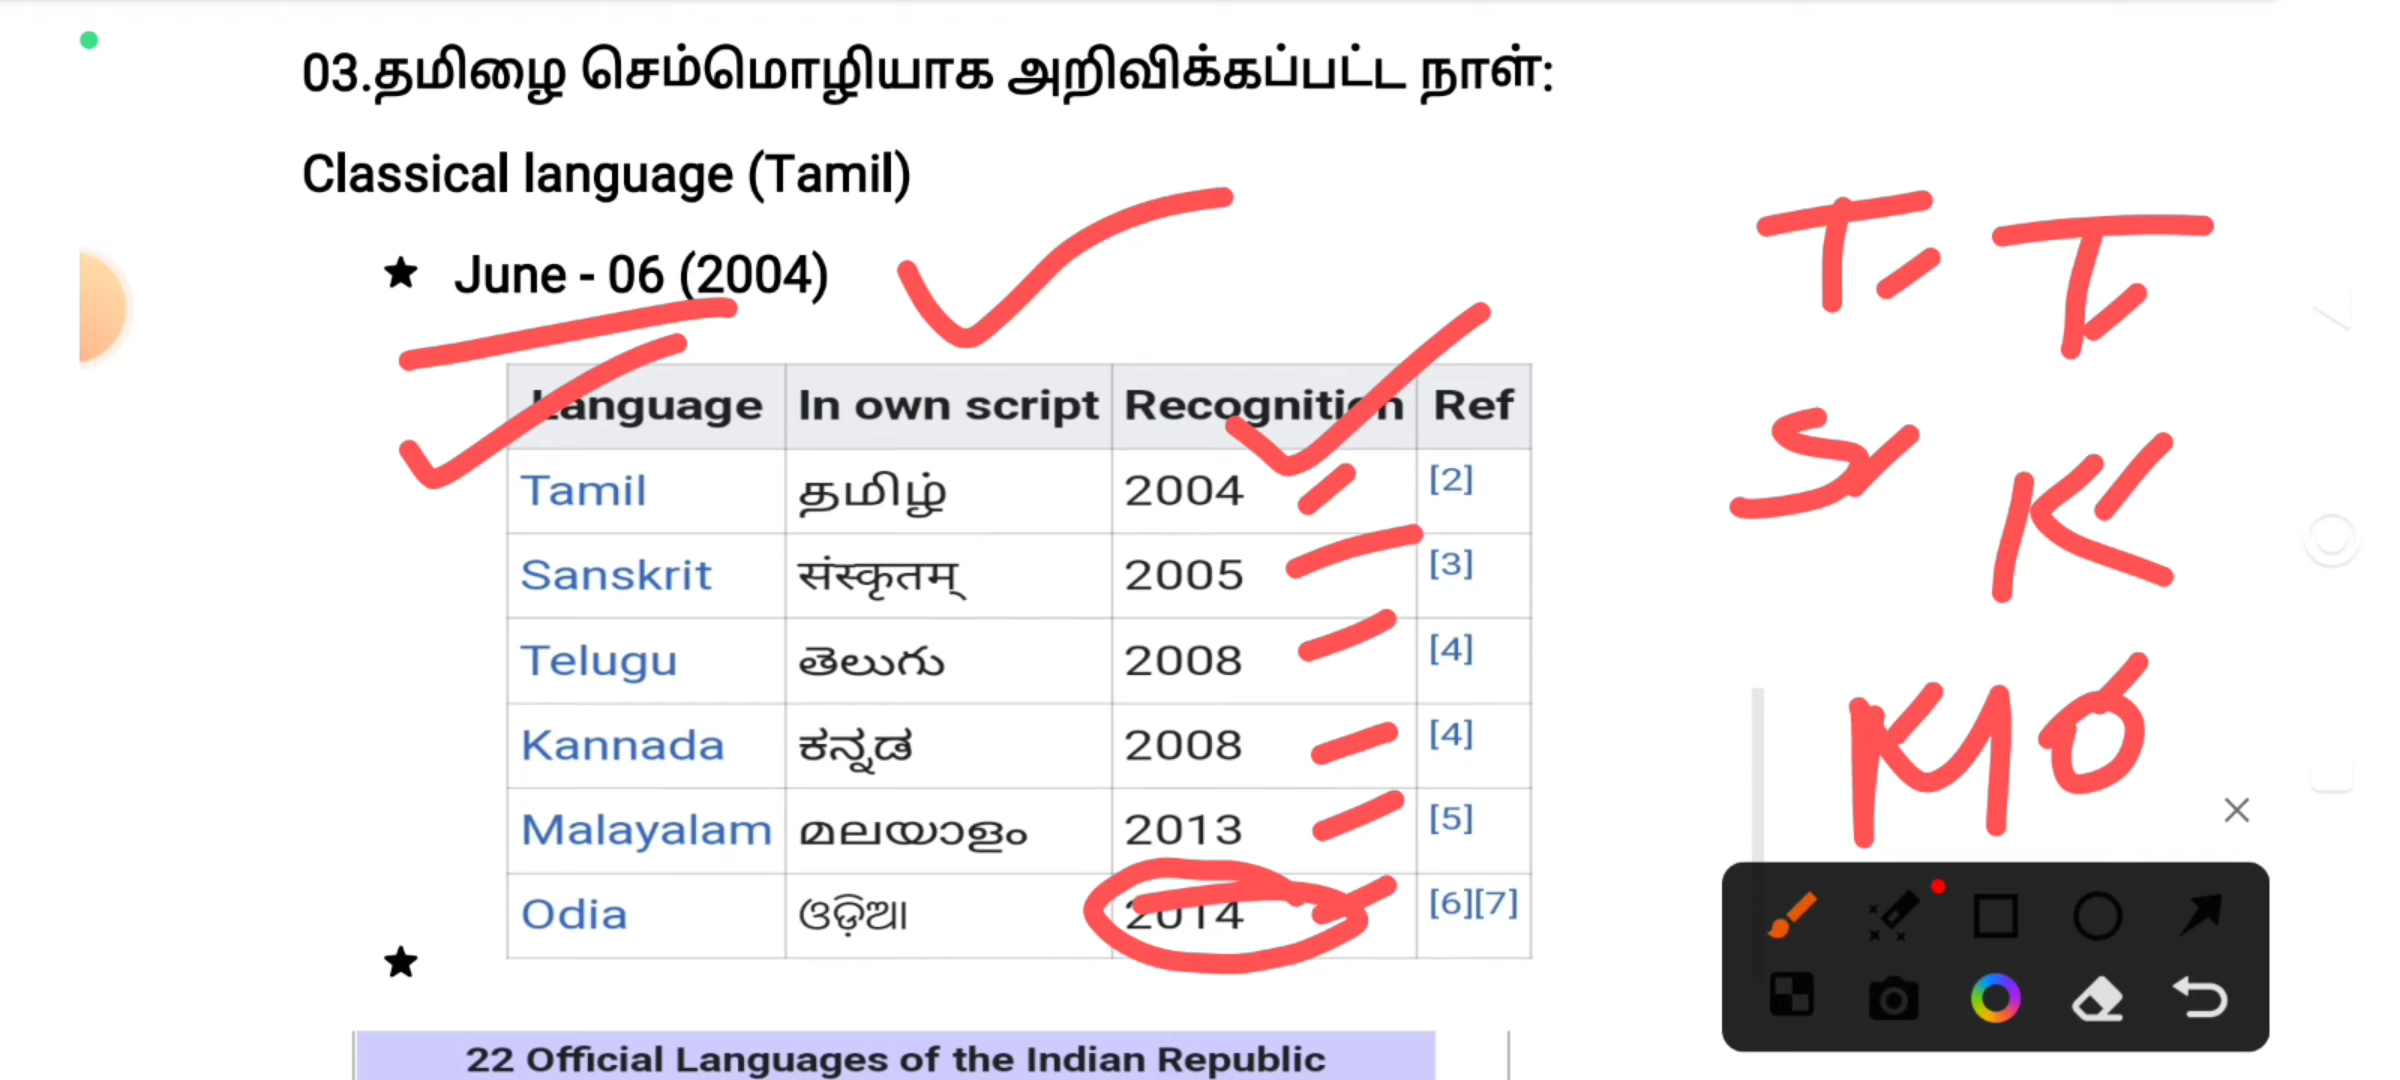 03.தமிழை செம்மொழியாக அறிவிக்கப்பட்ட நாள்:
Classical language (Tamil)
★ June - 06 (2004)
Language In own script Recognition Ref
Tamil தமிழ் 2004 [2]
Sanskrit संस्कृतम् 2005 [3]
Telugu తెలుగు 2008 [4]
Kannada ಕನ್ನಡ 2008 [4]
Malayalam മലയാളം 2013 [5]
Odia ଓଡ଼ିଆ 2014 [6][7]
★
22 Official Languages of the Indian Republic
T T
S K
M O